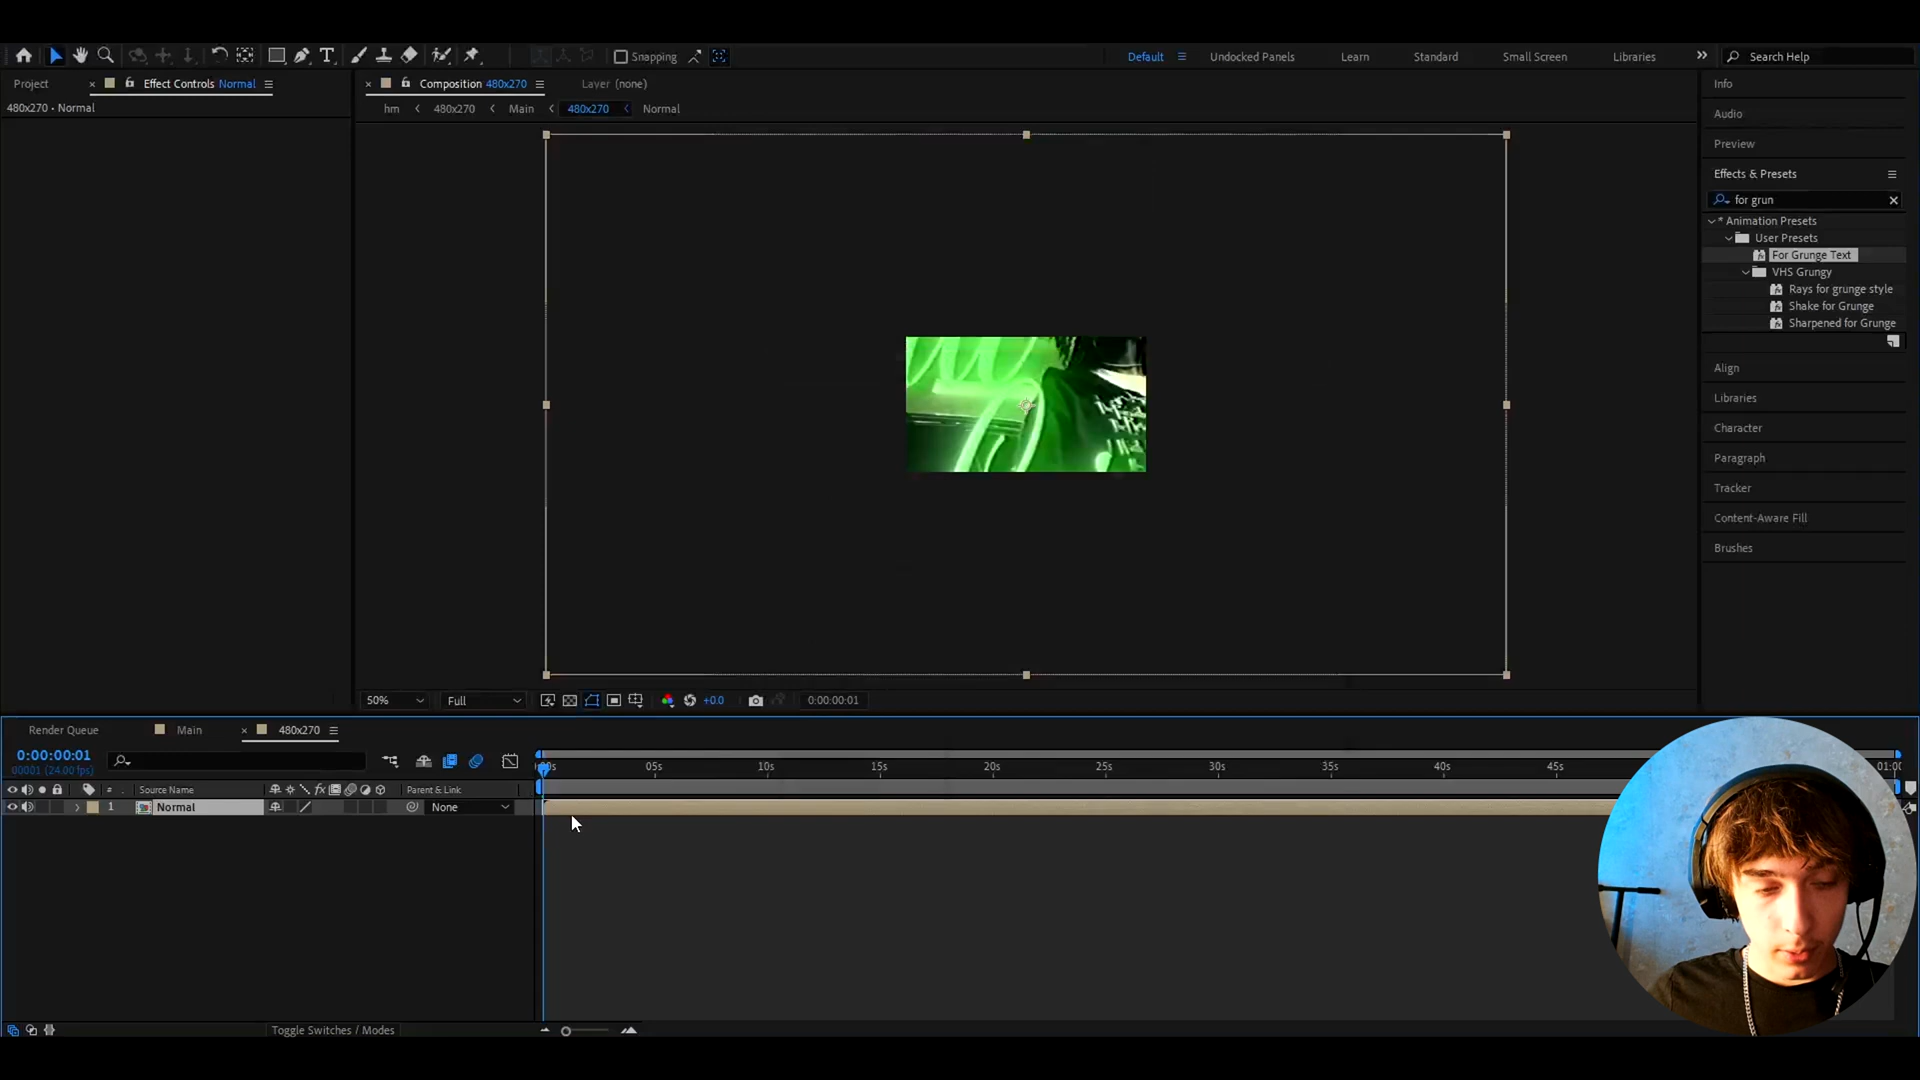 Snapping
Default
Undocked Panels
Learn
Standard
Small Screen
Libraries
Search Help
Project
Effect Controls Normal
Composition 480x270
Layer (none)
Info
480x270 • Normal
hm
480x270
Main
480x270
Normal
Audio
Preview
Effects & Presets
for grun
* Animation Presets
User Presets
For Grunge Text
VHS Grungy
Rays for grunge style
Shake for Grunge
Sharpened for Grunge
Align
Libraries
Character
Paragraph
Tracker
Content-Aware Fill
Brushes
50%
Full
+0.0
0:00:00:01
Render Queue
Main
480x270
0:00:00:01
00001 (24.00 fps)
05s
10s
15s
20s
25s
30s
35s
40s
45s
# Source Name
Parent & Link
1 Normal
None
Toggle Switches / Modes